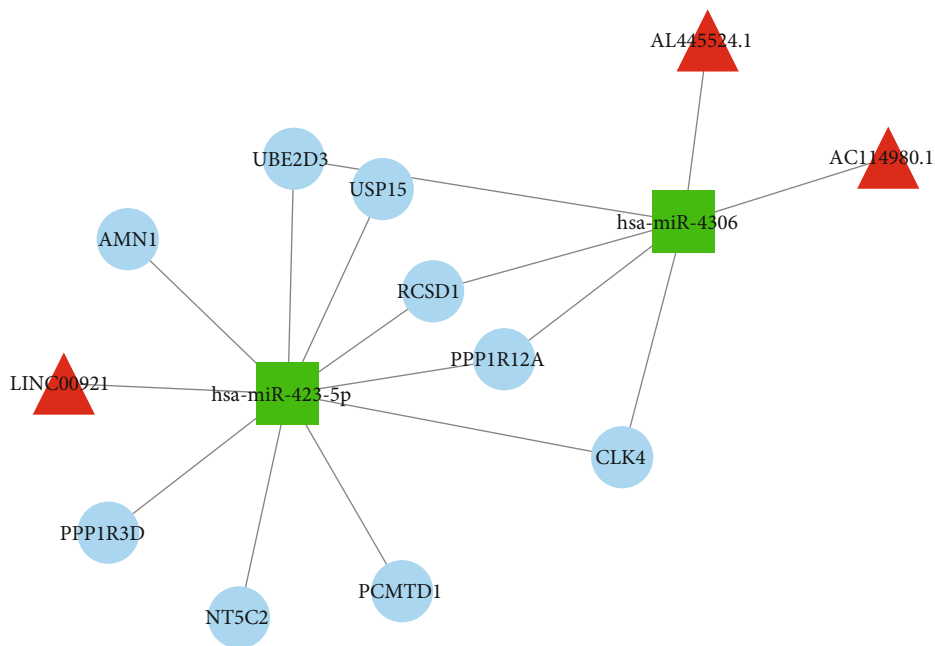 AL445524.1
AC114980.1
UBE2D3
USP15
hsa-miR-4306
AMN1
RCSD1
PPP1R12A
LINC00921
hsa-miR-423-5p
CLK4
PPP1R3D
PCMTD1
NT5C2